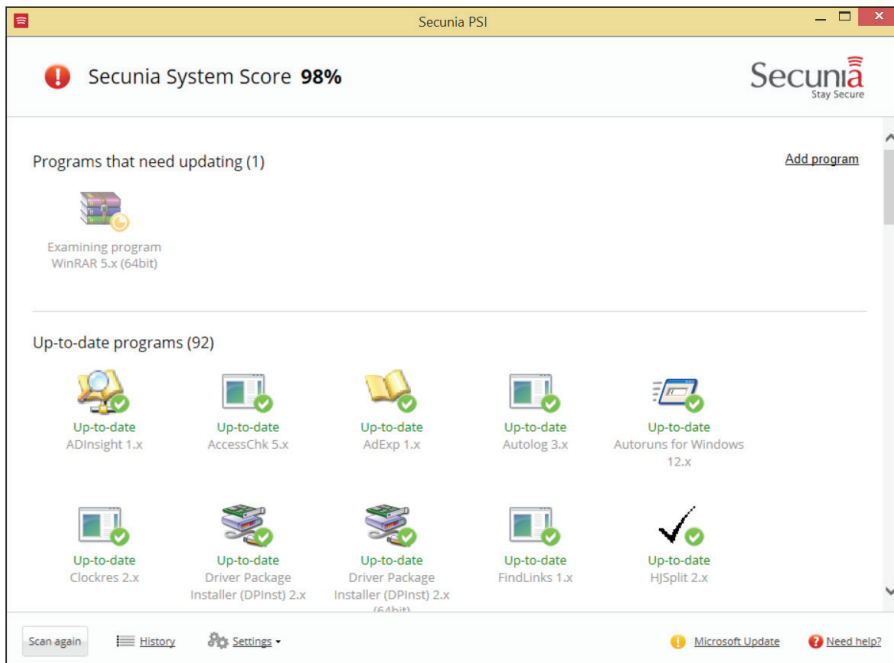 Secunia PSI
Secunia System Score 98%
Secunia
Stay Secure
Programs that need updating (1)
Add program
Examining program
WinRAR 5.x (64bit)
Up-to-date programs (92)
Up-to-date
ADInsight 1.x
Up-to-date
AccessChk 5.x
Up-to-date
AdExp 1.x
Up-to-date
Autolog 3.x
Up-to-date
Autoruns for Windows
12.x
Up-to-date
Clockres 2.x
Up-to-date
Driver Package
Installer (DPInst) 2.x
Up-to-date
Driver Package
Installer (DPInst) 2.x
(64bit)
Up-to-date
FindLinks 1.x
Up-to-date
HJSplit 2.x
Scan again
History
Settings
Microsoft Update
Need help?